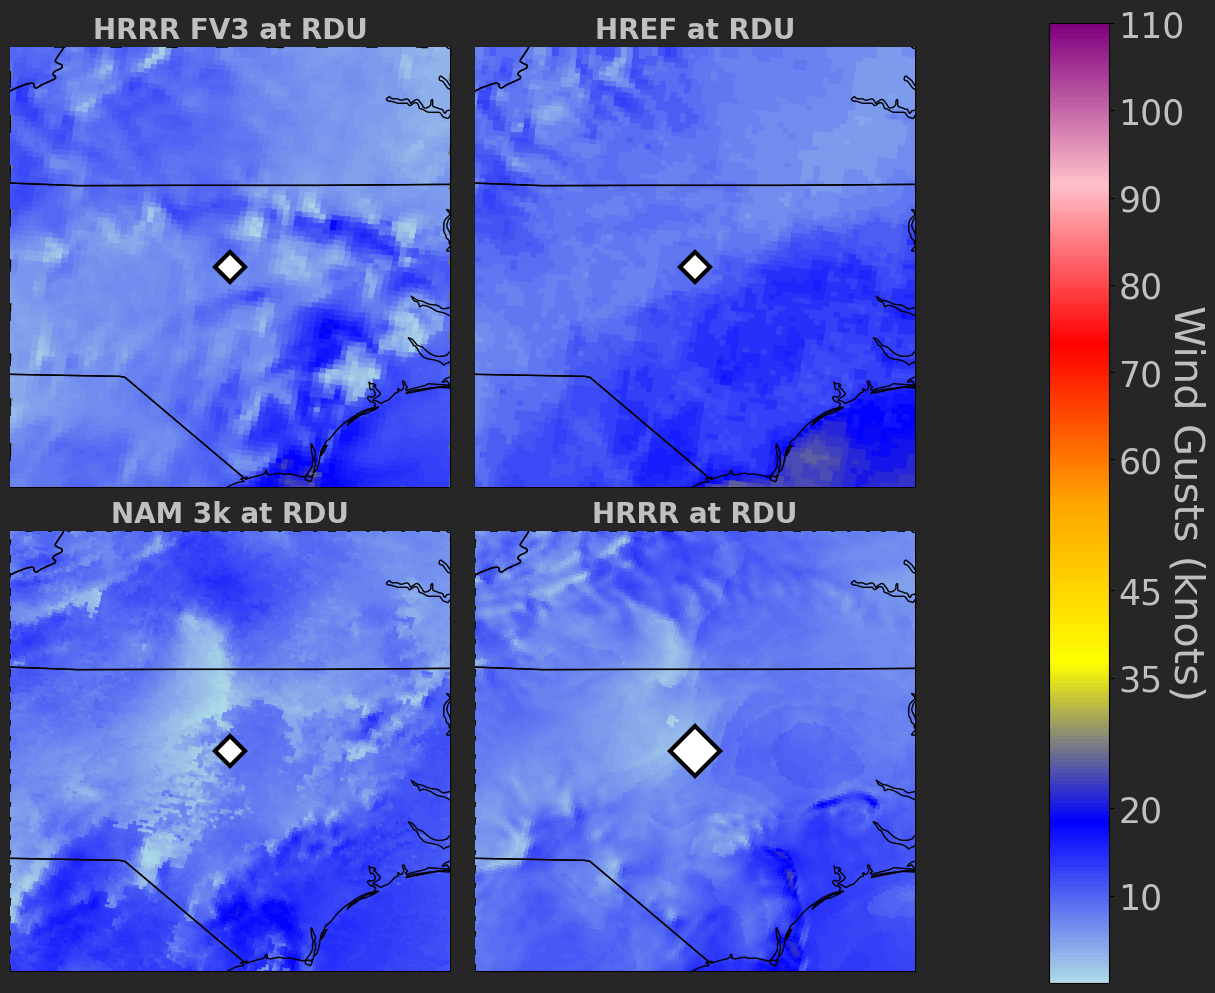 HRRR FV3 at RDU
HREF at RDU
NAM 3k at RDU
HRRR at RDU
110
100
90
80
70
60
45
35
20
10
Wind Gusts (knots)